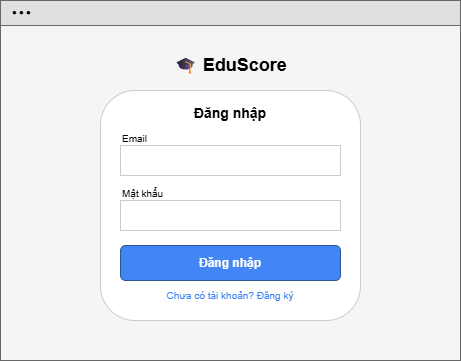 EduScore
Đăng nhập
Email
Mật khẩu
Đăng nhập
Chưa có tài khoản? Đăng ký